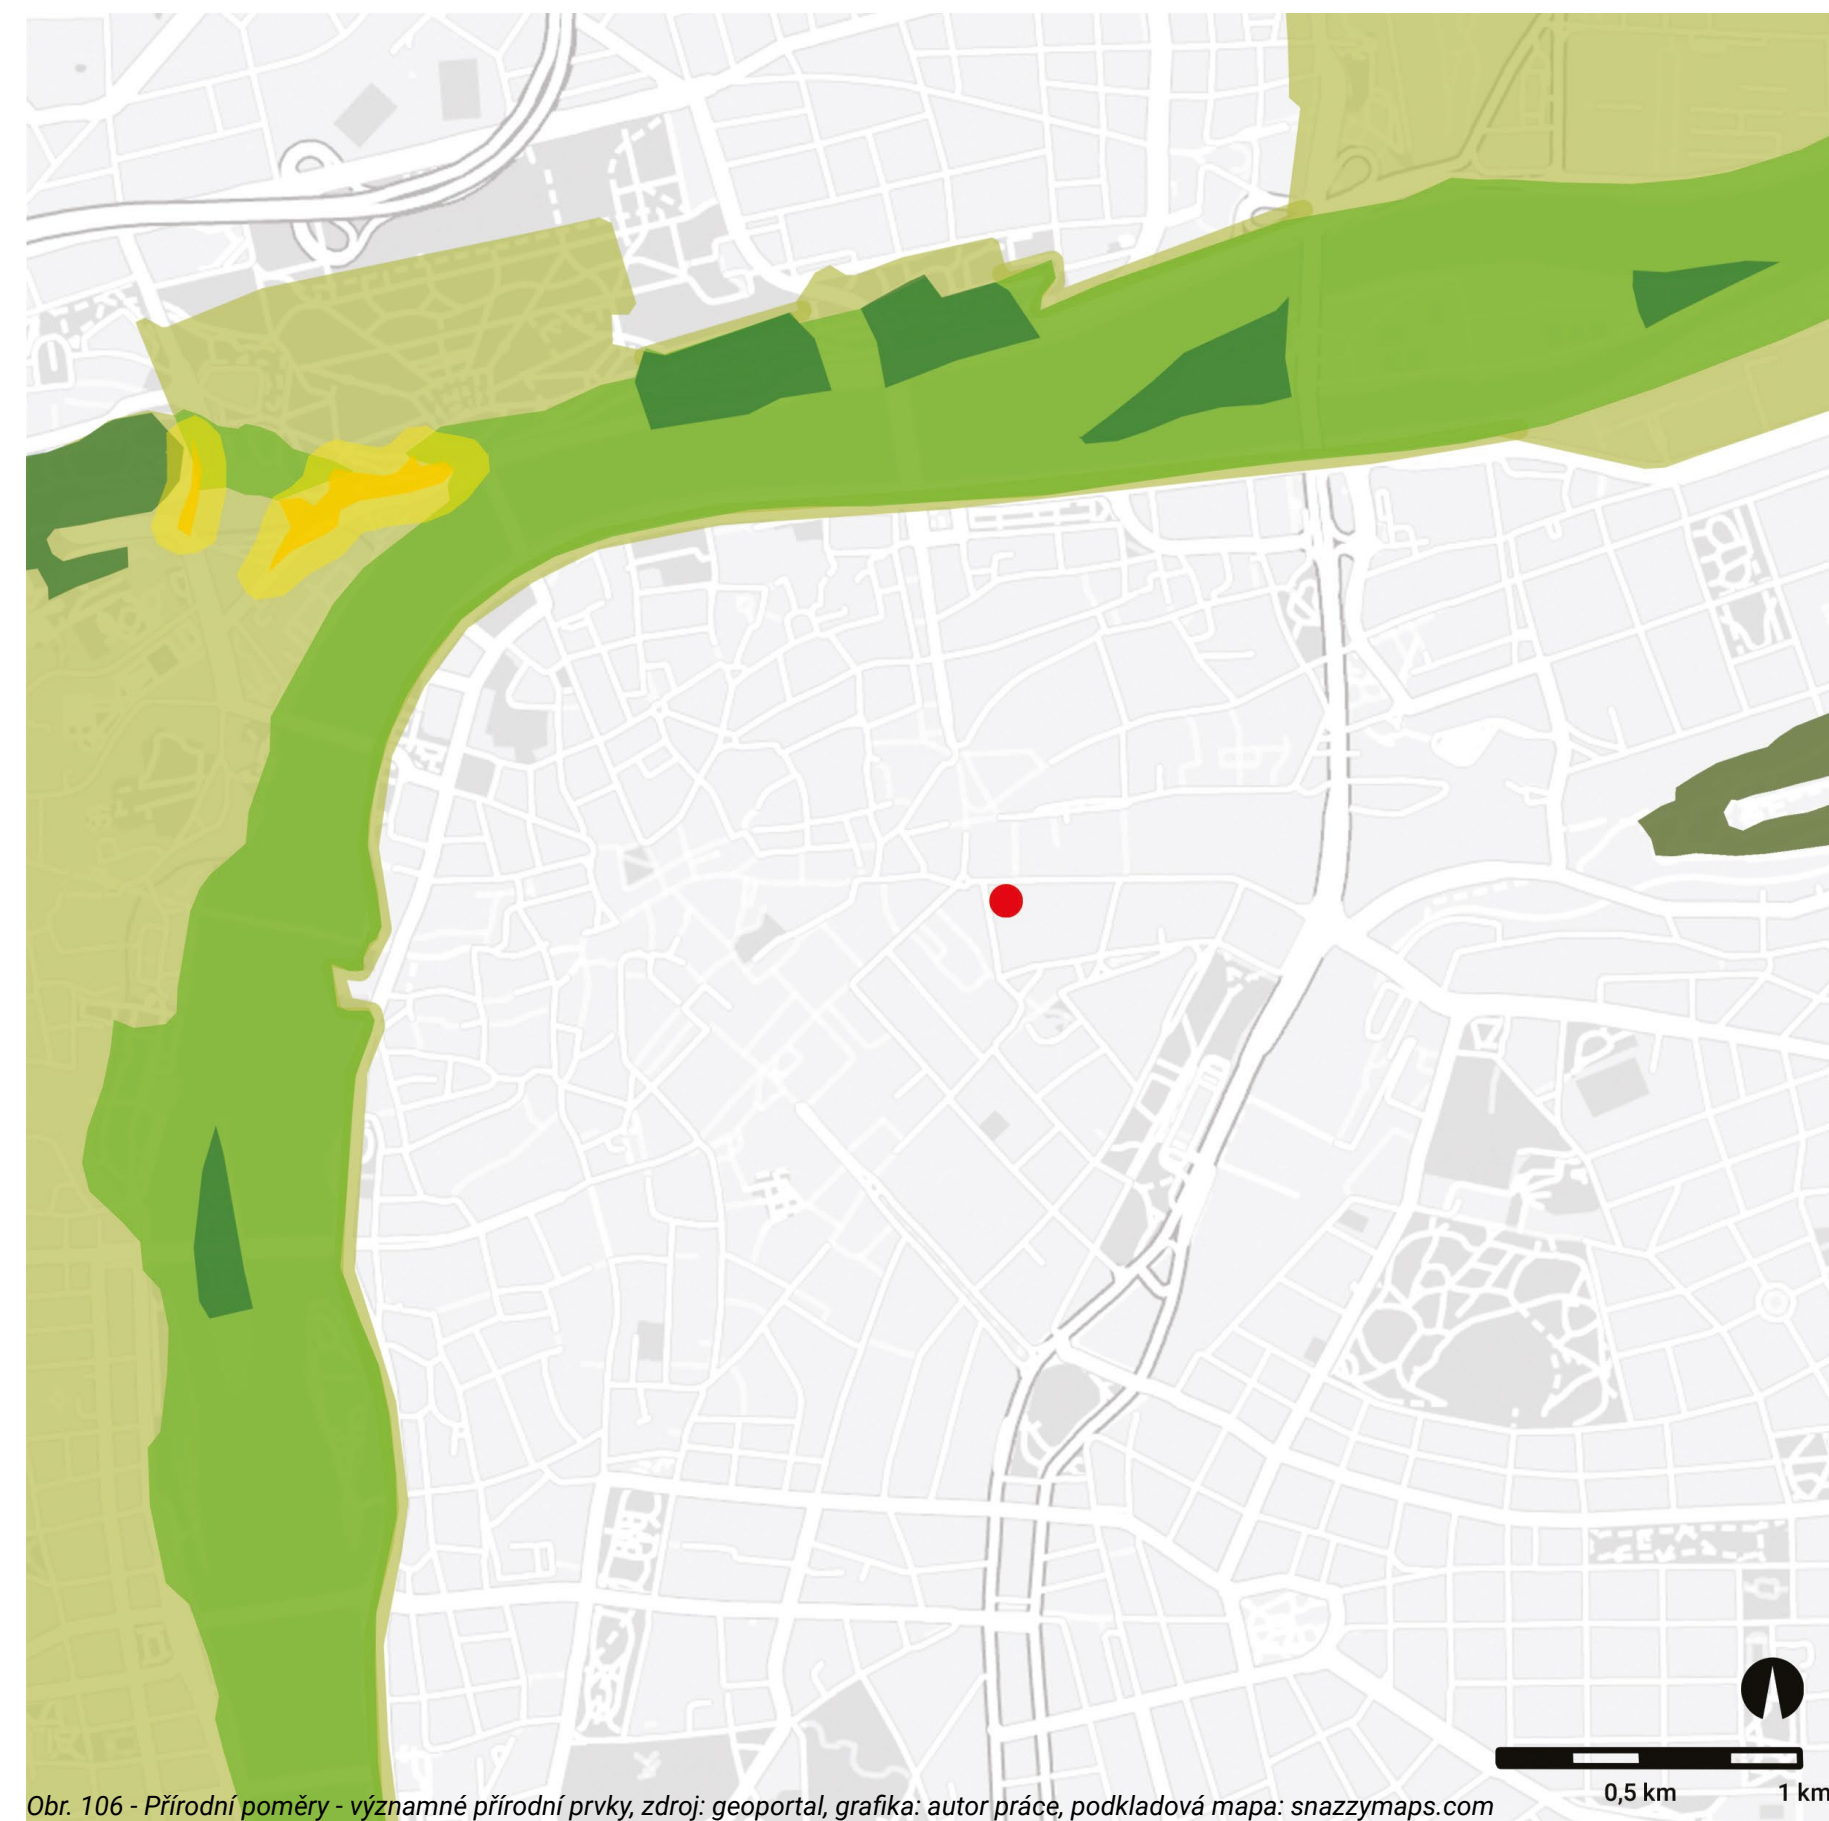 0,5 km 1 km
Obr. 106 - Přírodní poměry - významné přírodní prvky, zdroj: geoportal, grafika: autor práce, podkladová mapa: snazzymaps.com